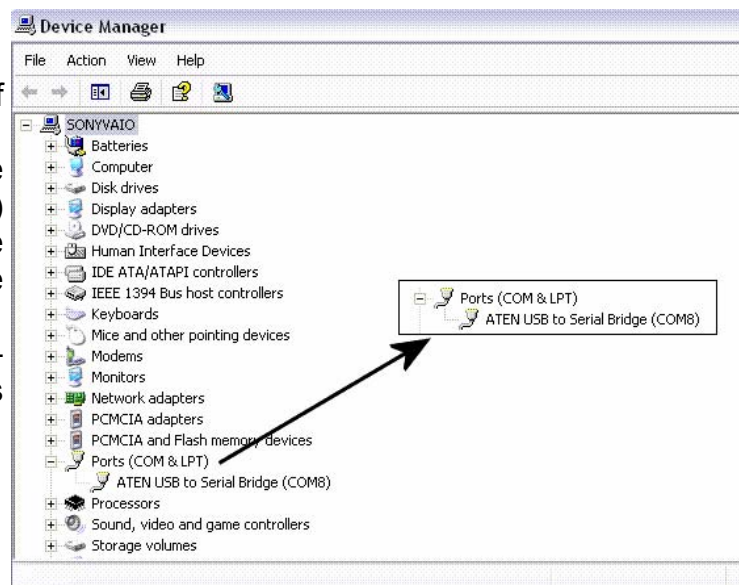 Device Manager
File Action View Help
SONYVAIO
Batteries
Computer
Disk drives
Display adapters
DVD/CD-ROM drives
Human Interface Devices
IDE ATA/ATAPI controllers
IEEE 1394 Bus host controllers
Keyboards
Mice and other pointing devices
Modems
Monitors
Network adapters
PCMCIA adapters
PCMCIA and Flash memory devices
Ports (COM & LPT)
ATEN USB to Serial Bridge (COM8)
Processors
Sound, video and game controllers
Storage volumes
Ports (COM & LPT)
ATEN USB to Serial Bridge (COM8)